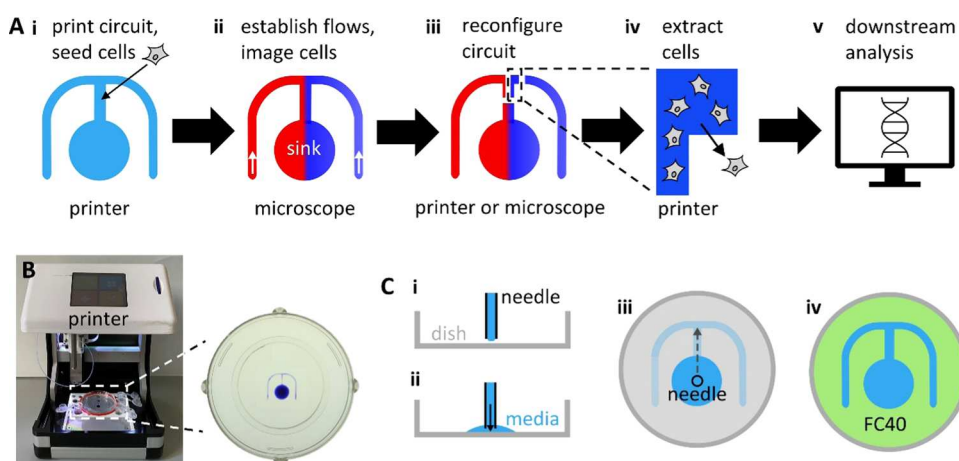 A
i print circuit,
seed cells
printer
ii establish flows,
image cells
sink
microscope
iii reconfigure
circuit
printer or microscope
iv extract
cells
printer
v downstream
analysis
B
printer
C
i
needle
dish
ii
media
iii
needle
iv
FC40